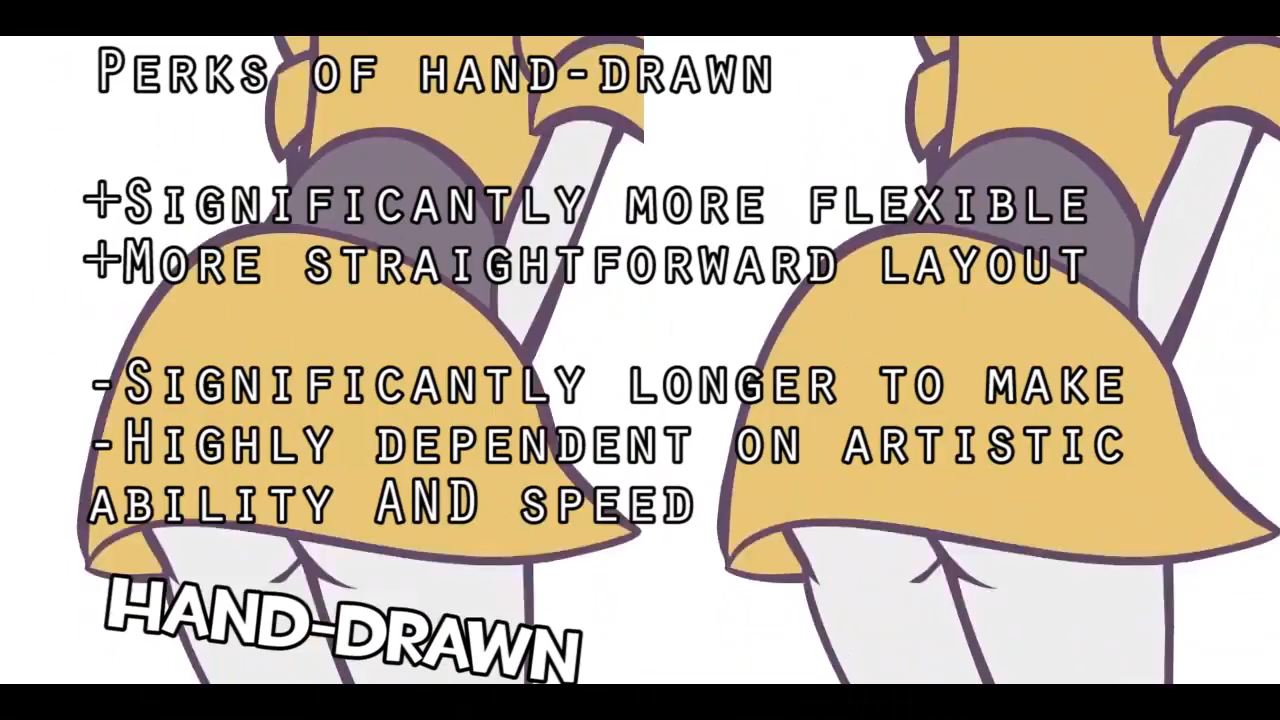 Perks of hand-drawn
+Significantly more flexible
+More straightforward layout
-Significantly longer to make
-Highly dependent on artistic
ability AND speed
HAND-DRAWN